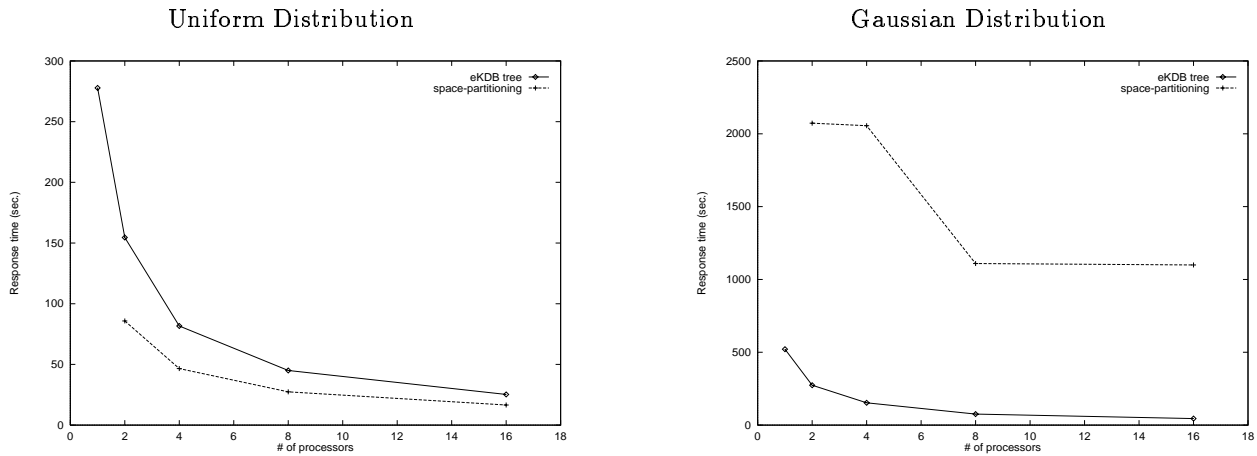 Uniform Distribution
300
250
200
150
100
50
0
Response time (sec.)
eKDB tree
space-partitioning
0 2 4 6 8 10 12 14 16 18
# of processors
Gaussian Distribution
2500
2000
1500
1000
500
0
Response time (sec.)
eKDB tree
space-partitioning
0 2 4 6 8 10 12 14 16 18
# of processors